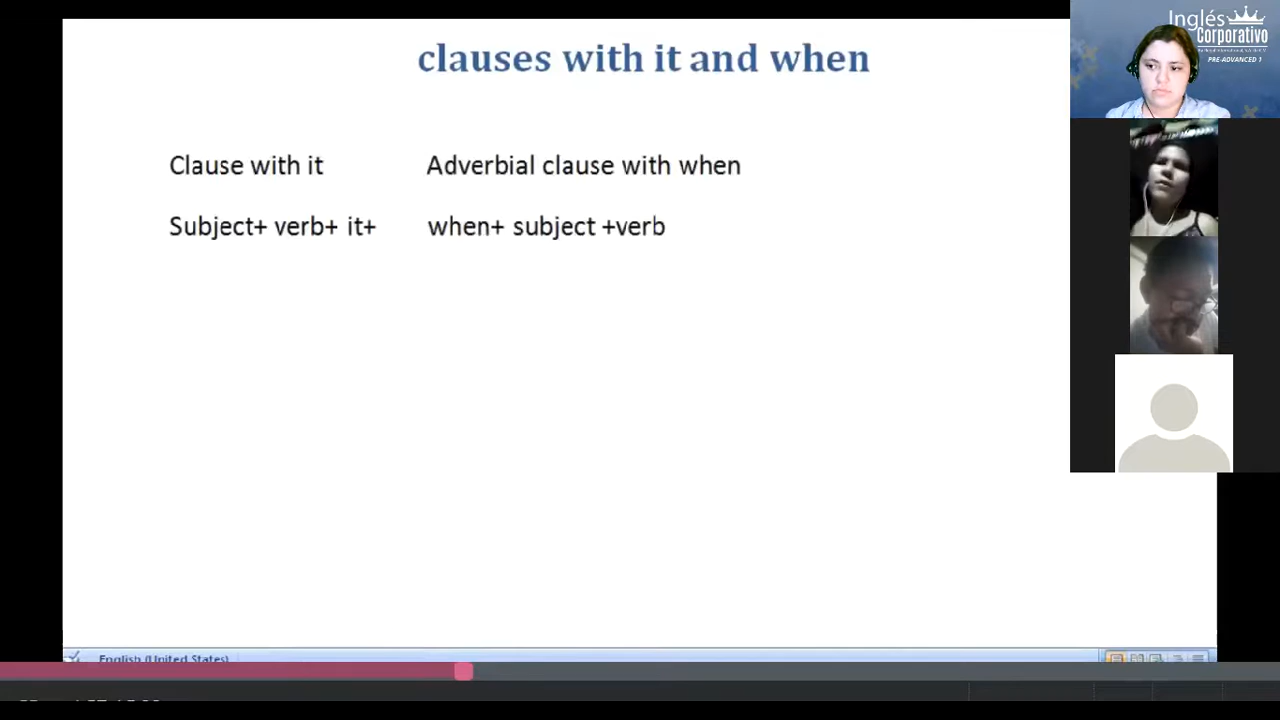 clauses with it and when
Inglés
Corporativo
PRE-ADVANCED 1
Clause with it Adverbial clause with when
Subject+ verb+ it+ when+ subject +verb
English (United States)